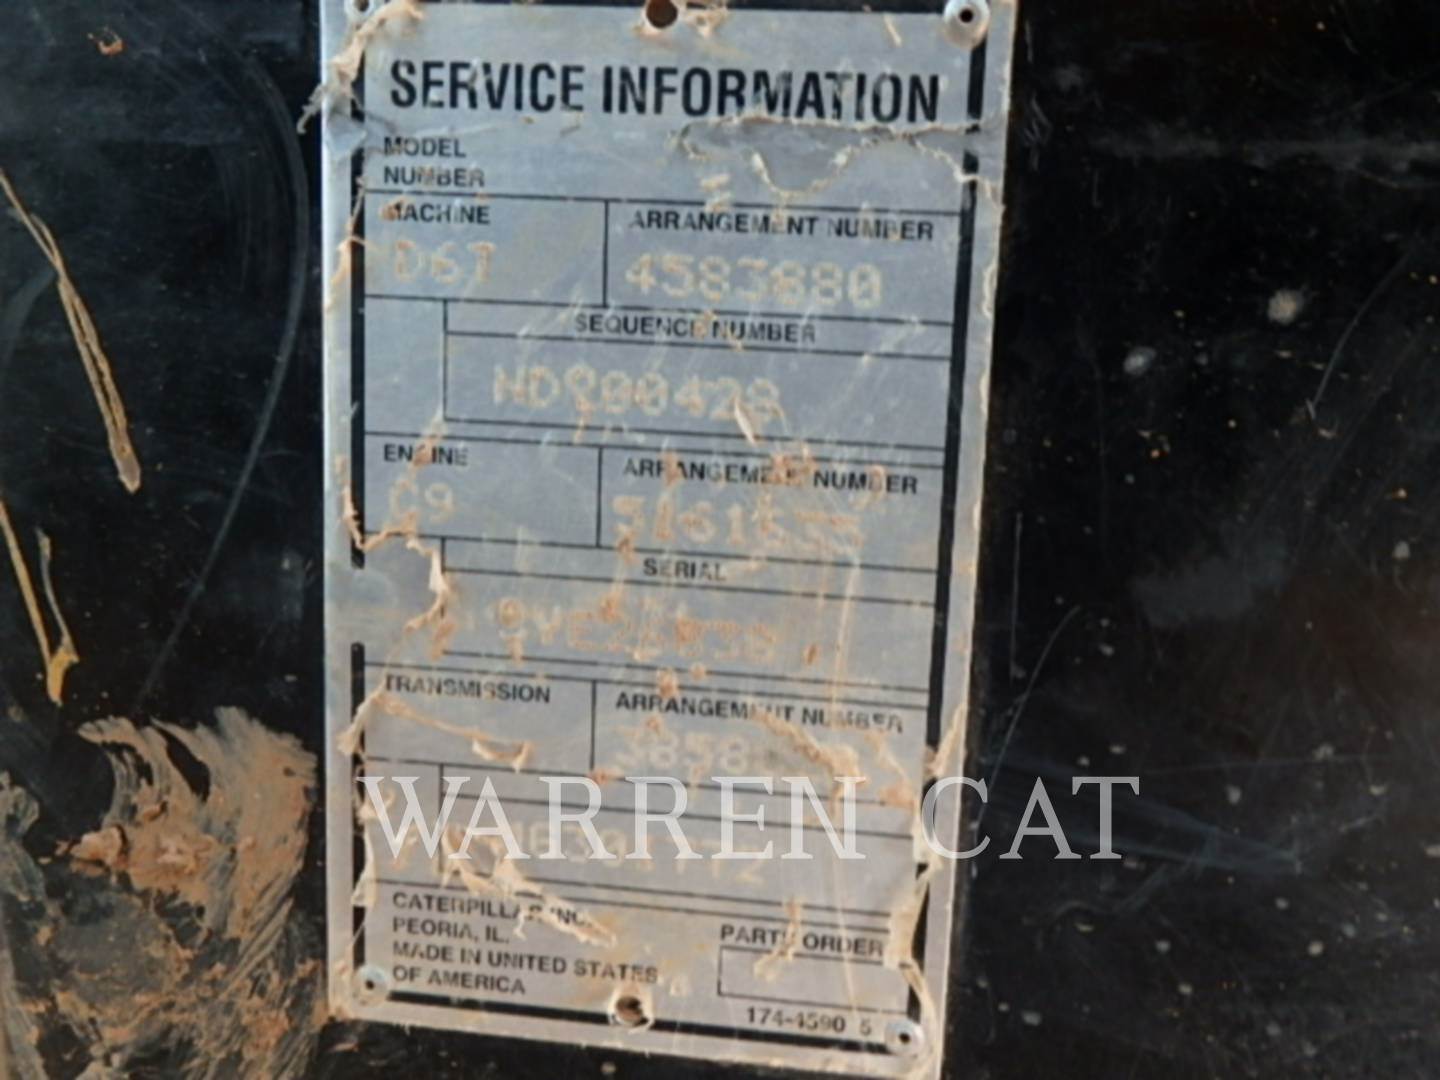 SERVICE INFORMATION
MODEL
NUMBER
MACHINE ARRANGEMENT NUMBER
D6T 4583880
SEQUENCE NUMBER
ENGINE ARRANGEMENT NUMBER
C9
SERIAL
TRANSMISSION ARRANGEMENT NUMBER
WARREN CAT
CATERPILLAR INC.
PEORIA, IL.
MADE IN UNITED STATES
OF AMERICA
PARTS ORDER
174-4590 5